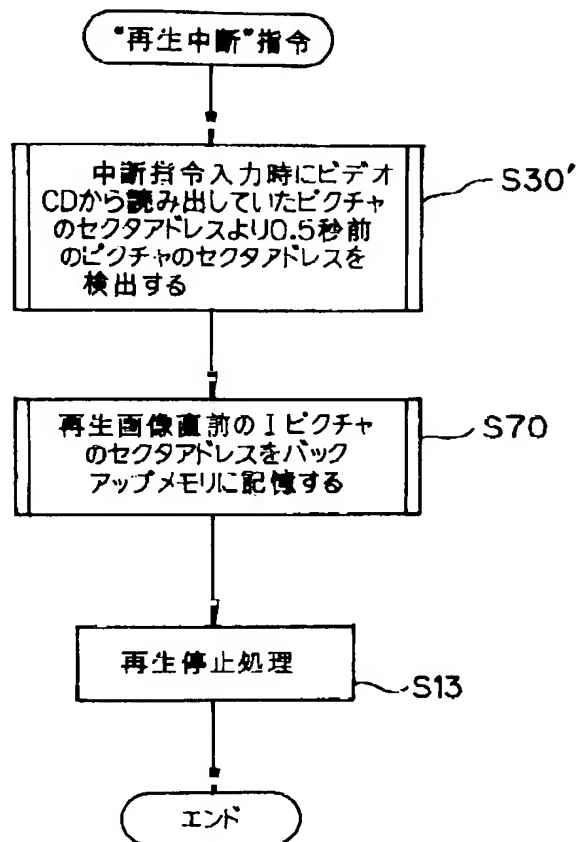 "再生中断"指令
中断指令入力時にビデオ
CDから読み出していたピクチャ
のセクタアドレスより0.5秒前
のピクチャのセクタアドレスを
検出する
S30'
再生画像直前のIピクチャ
のセクタアドレスをバック
アップメモリに記憶する
S70
再生停止処理
S13
エンド